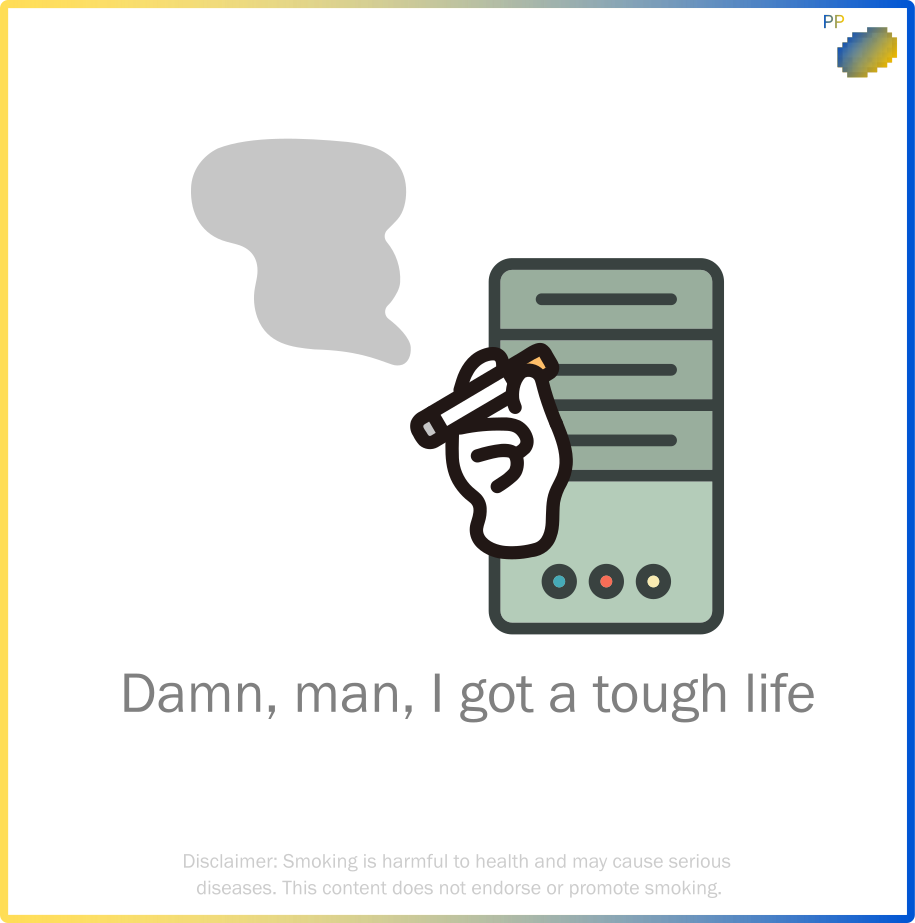 PP
Damn, man, I got a tough life
Disclaimer: Smoking is harmful to health and may cause serious
diseases. This content does not endorse or promote smoking.